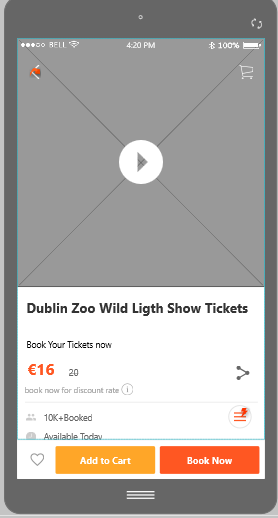 BELL 4:20 PM 100%
Dublin Zoo Wild Ligth Show Tickets
Book Your Tickets now
€16 20
book now for discount rate i
10K+Booked
Available Today
Add to Cart Book Now